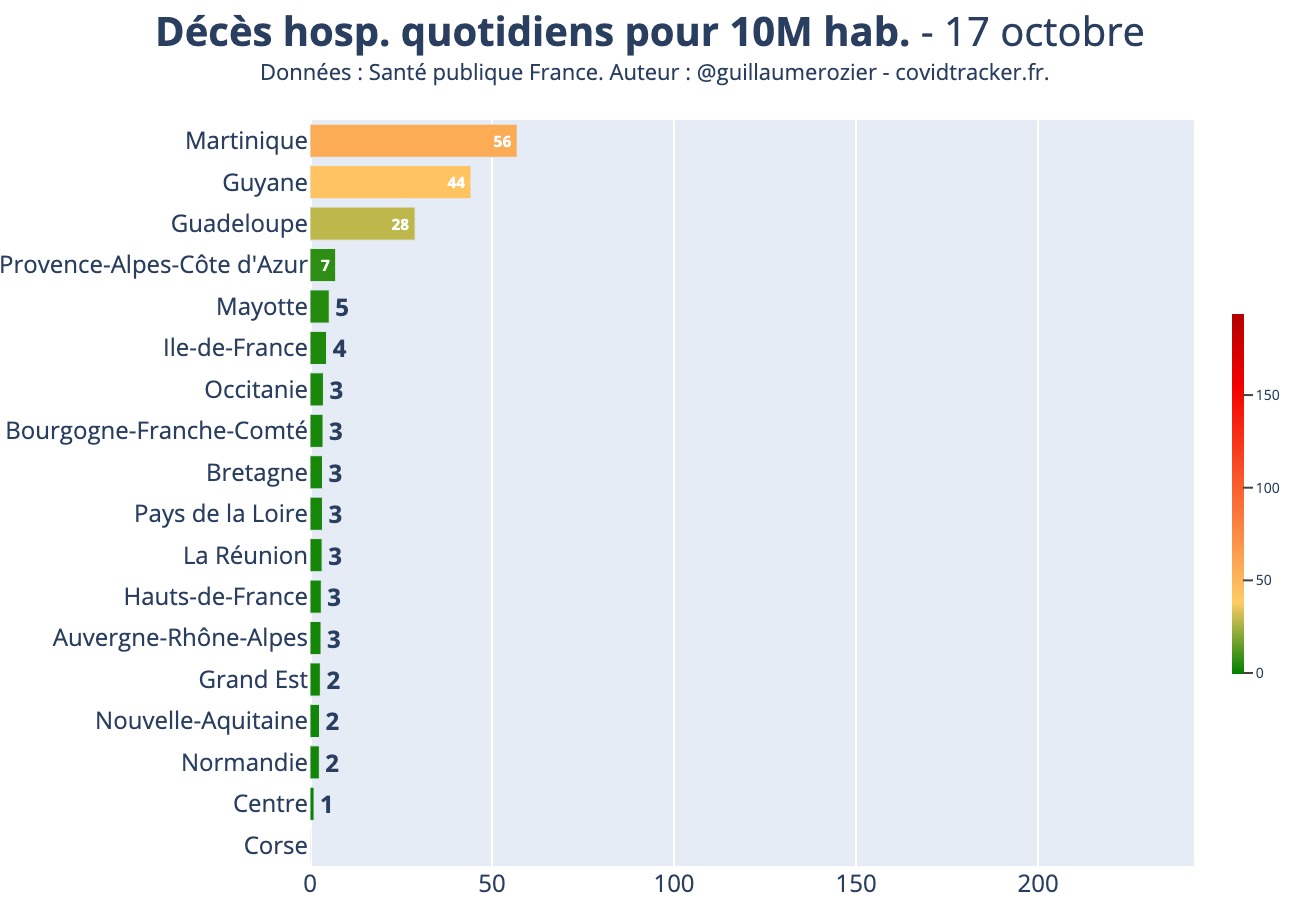 Décès hosp. quotidiens pour 10M hab. - 17 octobre
Données : Santé publique France. Auteur : @guillaumerozier - covidtracker.fr.
Martinique 56
Guyane 44
Guadeloupe 28
Provence-Alpes-Côte d'Azur 7
Mayotte 5
Ile-de-France 4
Occitanie 3
Bourgogne-Franche-Comté 3
Bretagne 3
Pays de la Loire 3
La Réunion 3
Hauts-de-France 3
Auvergne-Rhône-Alpes 3
Grand Est 2
Nouvelle-Aquitaine 2
Normandie 2
Centre 1
Corse
0 50 100 150 200
150
100
50
0